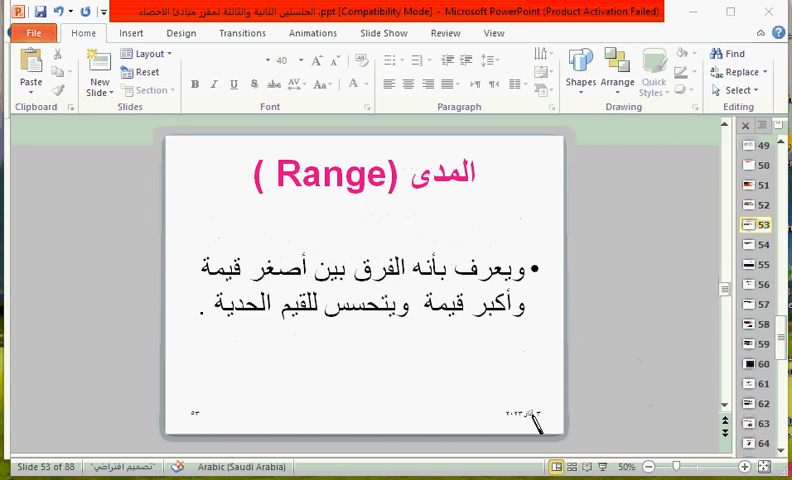 الجلستين الثانية والثالثة لمقرر مبادئ الاحصاء.ppt [Compatibility Mode] - Microsoft PowerPoint (Product Activation Failed)
File Home Insert Design Transitions Animations Slide Show Review View
Paste
Clipboard
New Slide
Layout
Reset
Section
Slides
40
Font
Paragraph
Shapes Arrange Quick Styles
Drawing
Find
Replace
Select
Editing
المدى (Range )
• ويعرف بأنه الفرق بين أصغر قيمة
وأكبر قيمة ويتحسس للقيم الحدية .
٥٣
49
50
51
52
53
54
55
56
57
58
59
60
61
62
63
64
Slide 53 of 88 "تصميم افتراضي" Arabic (Saudi Arabia) 50%